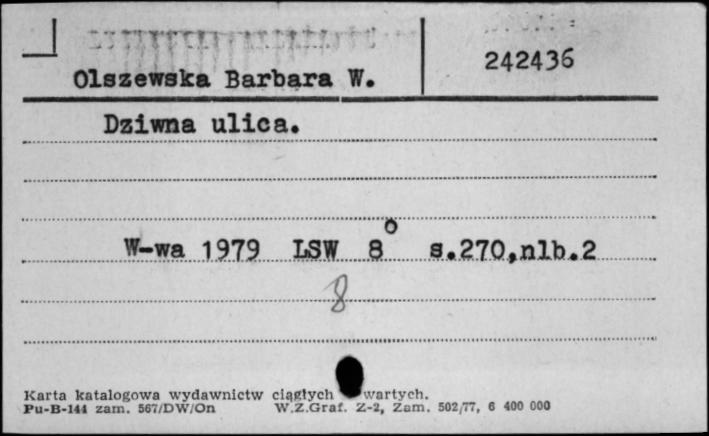 242436
Olszewska Barbara W.
Dziwna ulica.
W-wa 1979 LSW 8° s.270,nlb.2
8
Karta katalogowa wydawnictw ciągłych wartych.
Pu-B-144 zam. 567/DW/On W.Z.Graf. Z-2, Zam. 502/77, 6 400 000